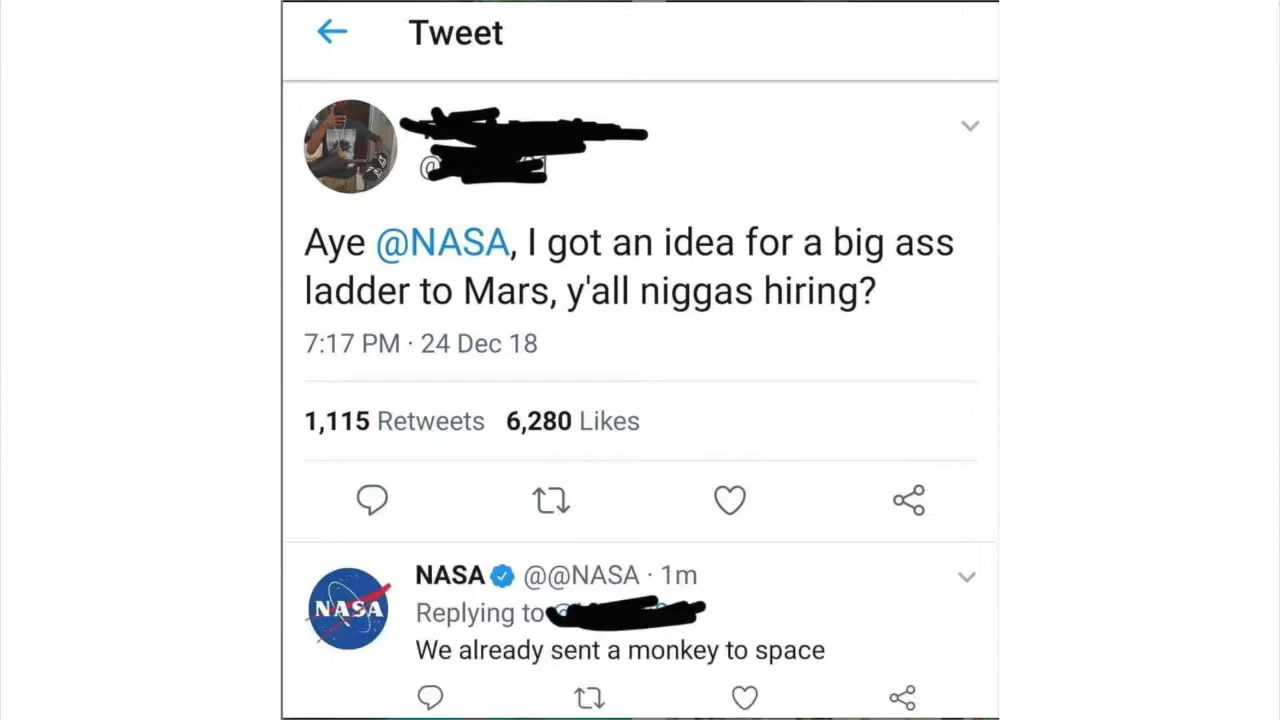 Tweet
@
Aye @NASA, I got an idea for a big ass
ladder to Mars, y'all niggas hiring?
7:17 PM · 24 Dec 18
1,115 Retweets 6,280 Likes
NASA @@NASA · 1m
NASA
Replying to
We already sent a monkey to space